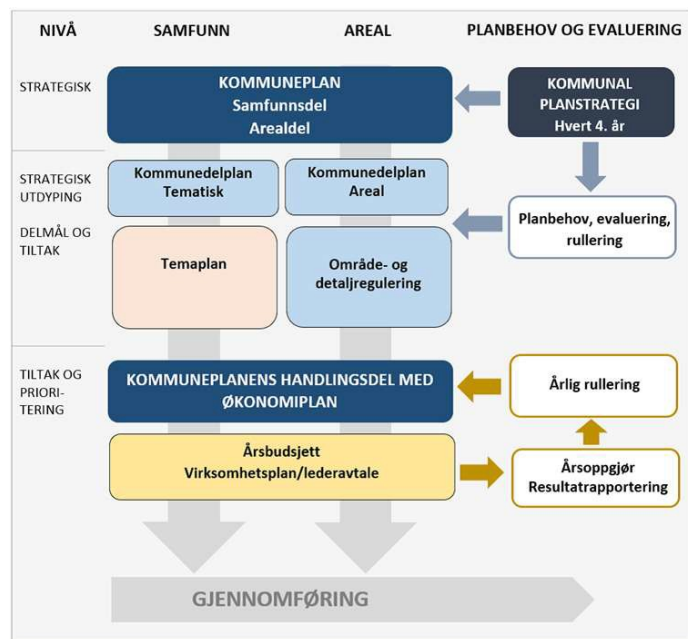 NIVÅ
SAMFUNN
AREAL
PLANBEHOV OG EVALUERING
STRATEGISK
KOMMUNEPLAN
Samfunnsdel
Arealdel
KOMMUNAL
PLANSTRATEGI
Hvert 4. år
STRATEGISK
UTDYPING
Kommunedelplan
Tematisk
Kommunedelplan
Areal
DELMÅL OG
TILTAK
Temaplan
Område- og
detaljregulering
Planbehov, evaluering,
rullering
TILTAK OG
PRIORI-
TERING
KOMMUNEPLANENS HANDLINGSDEL MED
ØKONOMIPLAN
Årlig rullering
Årsbudsjett
Virksomhetsplan/lederavtale
Årsoppgjør
Resultatrapportering
GJENNOMFØRING